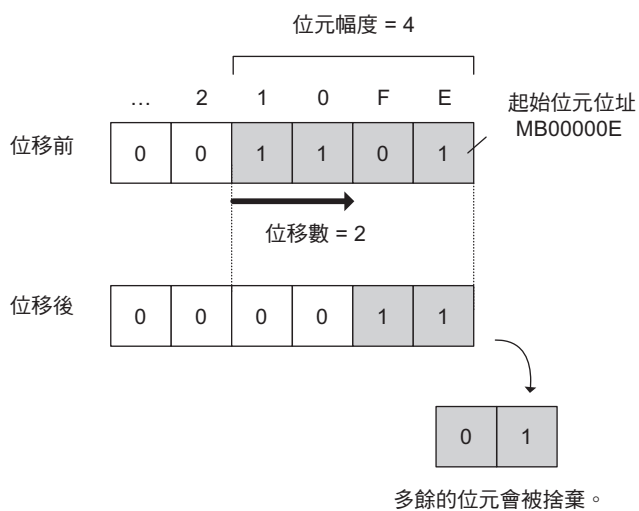 位元幅度 = 4
... 2 1 0 F E
起始位元位址
MB00000E
位移前 0 0 1 1 0 1
位移數 = 2
位移後 0 0 0 0 1 1
0 1
多餘的位元會被捨棄。